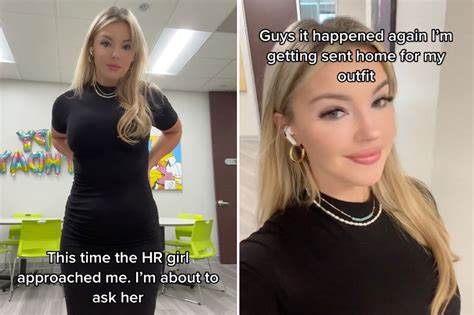 This time the HR girl
approached me. I'm about to
ask her
Guys it happened again I'm
getting sent home for my
outfit